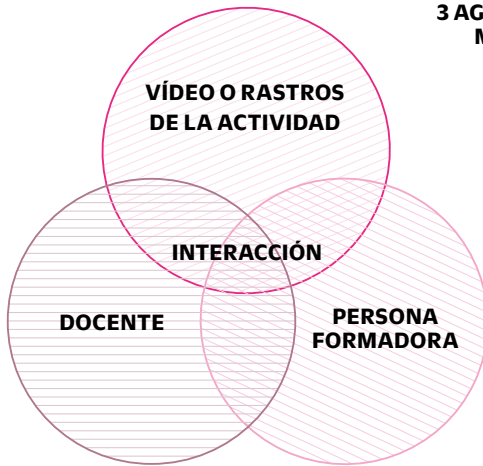 3 AG
M
VÍDEO O RASTROS
DE LA ACTIVIDAD
INTERACCIÓN
DOCENTE
PERSONA
FORMADORA